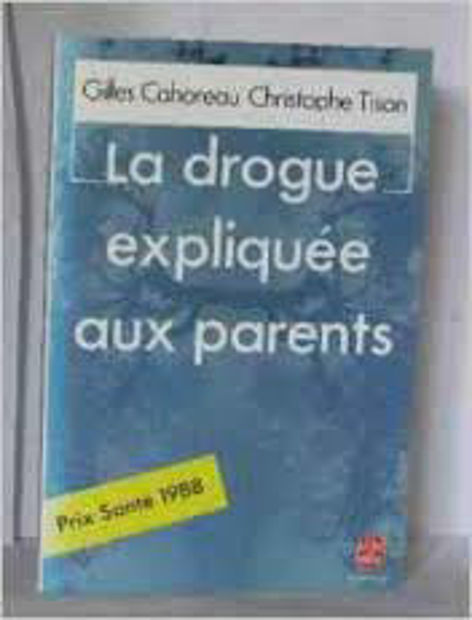 Gilles Cahoreau Christophe Tison
La drogue
expliquée
aux parents
Prix Santé 1988